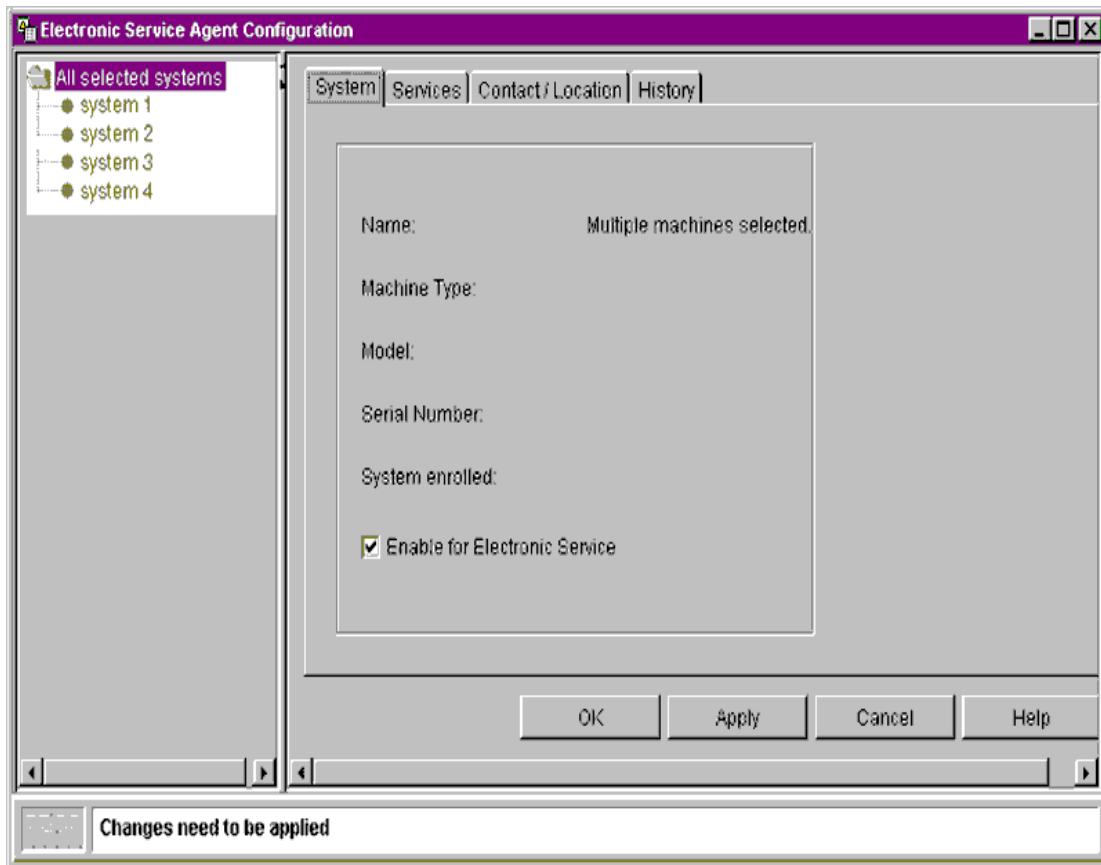 Electronic Service Agent Configuration
All selected systems
system 1
system 2
system 3
system 4
System Services Contact / Location History
Name: Multiple machines selected.
Machine Type:
Model:
Serial Number:
System enrolled:
Enable for Electronic Service
OK Apply Cancel Help
Changes need to be applied